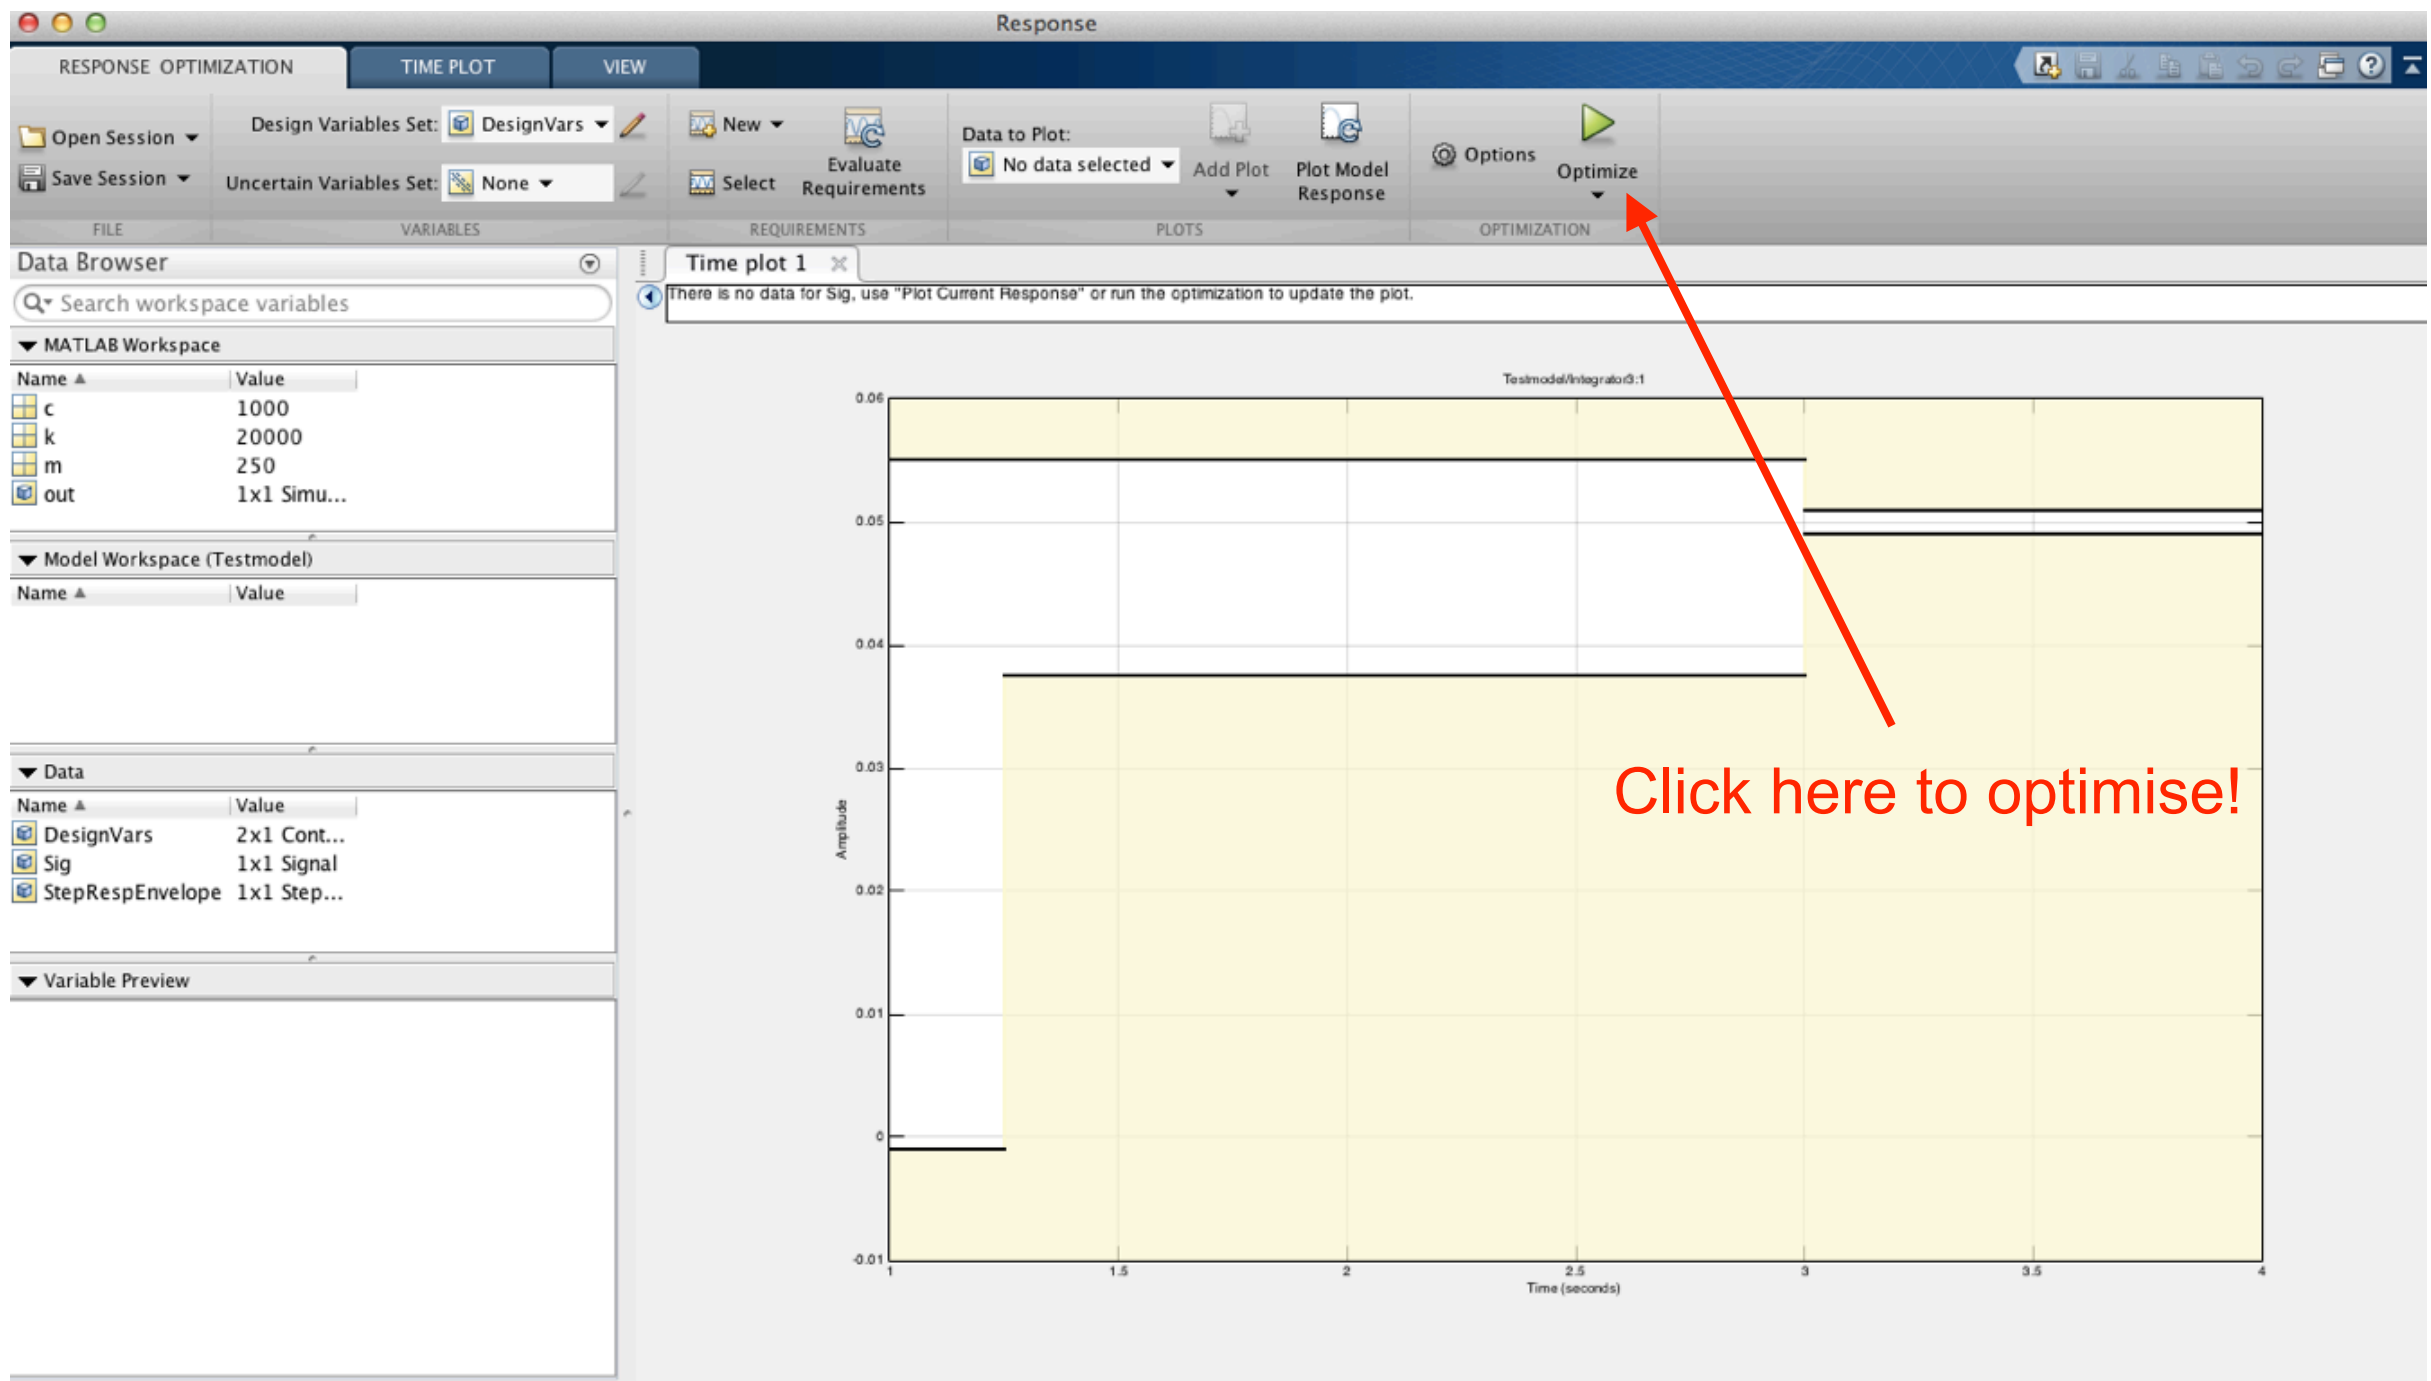 Response
RESPONSE OPTIMIZATION TIME PLOT VIEW
Open Session
Save Session
FILE
Design Variables Set: DesignVars
Uncertain Variables Set: None
VARIABLES
New
Select
Evaluate
Requirements
REQUIREMENTS
Data to Plot:
No data selected
Add Plot
Plot Model
Response
PLOTS
Options
Optimize
OPTIMIZATION
Data Browser
Search workspace variables
MATLAB Workspace
Name Value
c 1000
k 20000
m 250
out 1x1 Simu...
Model Workspace (Testmodel)
Name Value
Data
Name Value
DesignVars 2x1 Cont...
Sig 1x1 Signal
StepRespEnvelope 1x1 Step...
Variable Preview
Time plot 1
There is no data for Sig, use "Plot Current Response" or run the optimization to update the plot.
Testmodel/Integrator3:1
0.06
0.05
0.04
0.03
0.02
0.01
0
-0.01
Amplitude
1 1.5 2 2.5 3 3.5 4
Time (seconds)
Click here to optimise!